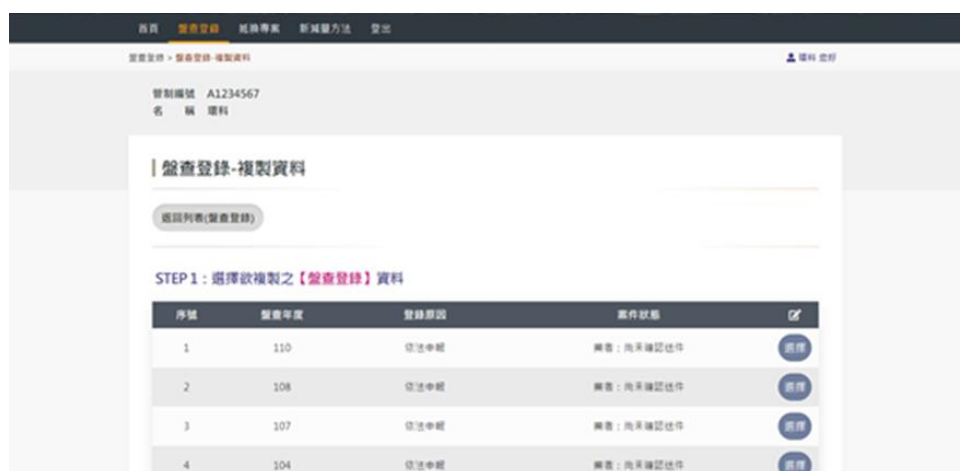 首頁 盤查登錄 抵換專案 新減量方法 登出
盤查登錄 > 盤查登錄-複製資料 環科 您好
管制編號 A1234567
名 稱 環科
盤查登錄-複製資料
返回列表(盤查登錄)
STEP 1：選擇欲複製之【盤查登錄】資料
序號 盤查年度 登錄原因 案件狀態
1 110 依法申報 業者：尚未確認送件 選擇
2 108 依法申報 業者：尚未確認送件 選擇
3 107 依法申報 業者：尚未確認送件 選擇
4 104 依法申報 業者：尚未確認送件 選擇